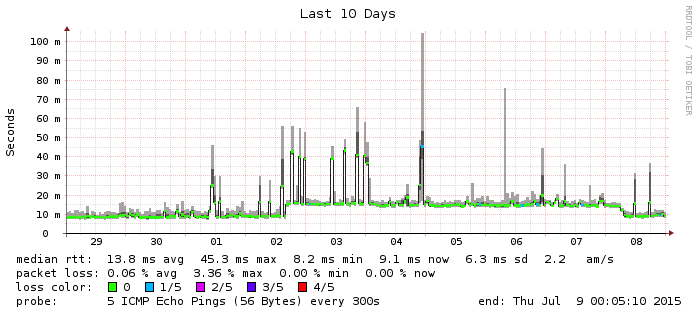 Last 10 Days
RRDTOOL / TOBI OETIKER
Seconds
100 m
90 m
80 m
70 m
60 m
50 m
40 m
30 m
20 m
10 m
0
29 30 01 02 03 04 05 06 07 08
median rtt: 13.8 ms avg 45.3 ms max 8.2 ms min 9.1 ms now 6.3 ms sd 2.2 am/s
packet loss: 0.06 % avg 3.36 % max 0.00 % min 0.00 % now
loss color: 0 1/5 2/5 3/5 4/5
probe: 5 ICMP Echo Pings (56 Bytes) every 300s end: Thu Jul 9 00:05:10 2015